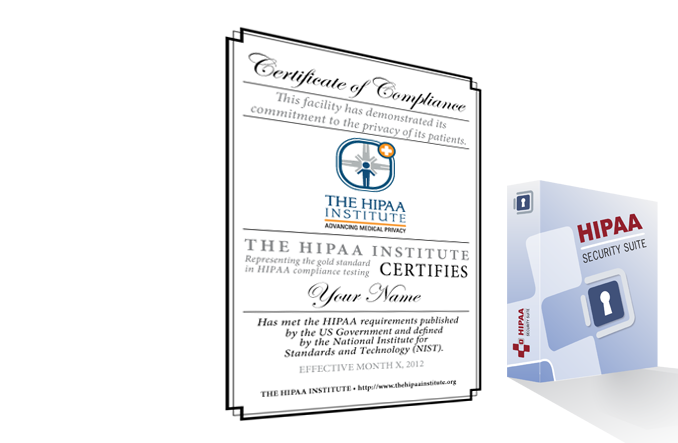 Certificate of Compliance
This facility has demonstrated its
commitment to the privacy of its patients.
THE HIPAA
INSTITUTE
ADVANCING MEDICAL PRIVACY
THE HIPAA INSTITUTE
Representing the gold standard
in HIPAA compliance testing
CERTIFIES
Your Name
Has met the HIPAA requirements published
by the US Government and defined
by the National Institute for
Standards and Technology (NIST).
EFFECTIVE MONTH X, 2012
THE HIPAA INSTITUTE • http://www.thehipaainstitute.org
HIPAA
SECURITY SUITE
HIPAA
SECURITY SUITE